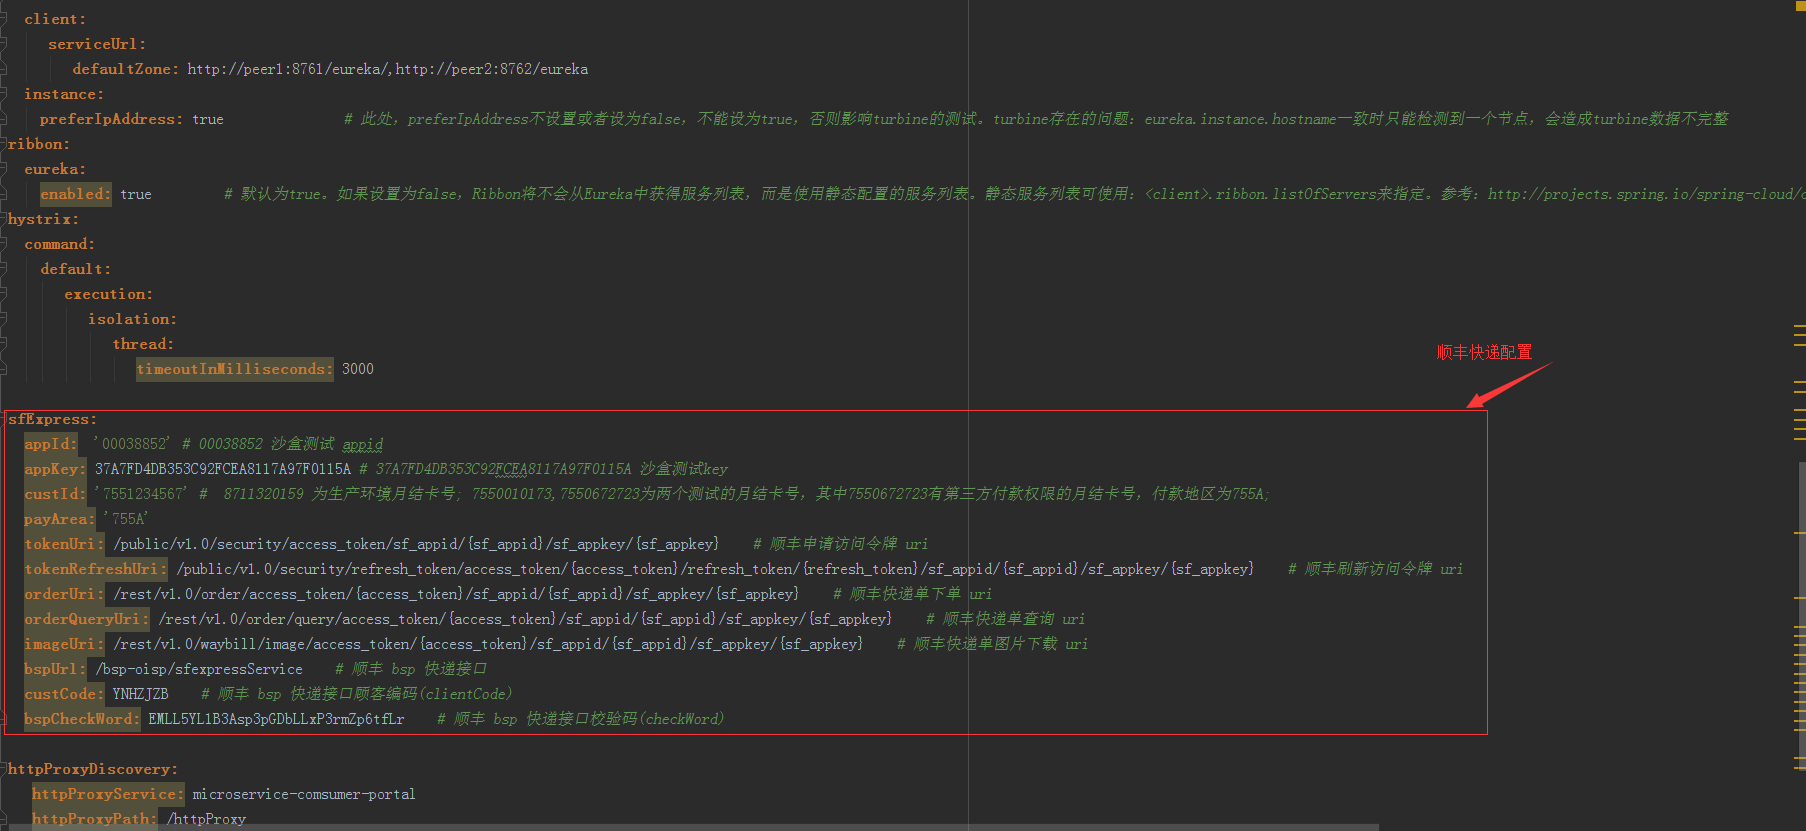 client:
serviceUrl:
defaultZone: http://peer1:8761/eureka/,http://peer2:8762/eureka
instance:
preferIpAddress: true # 此处，preferIpAddress不设置或者设为false，不能设为true，否则影响turbine的测试。turbine存在的问题：eureka.instance.hostname一致时只能检测到一个节点，会造成turbine数据不完整
ribbon:
eureka:
enabled: true # 默认为true。如果设置为false，Ribbon将不会从Eureka中获得服务列表，而是使用静态配置的服务列表。静态服务列表可使用：<client>.ribbon.listOfServers来指定。参考：http://projects.spring.io/spring-cloud/
hystrix:
command:
default:
execution:
isolation:
thread:
timeoutInMilliseconds: 3000
顺丰快递配置
sfExpress:
appId: '00038852' # 00038852 沙盒测试 appid
appKey: 37A7FD4DB353C92FCEA8117A97F0115A # 37A7FD4DB353C92FCEA8117A97F0115A 沙盒测试key
custId: '7551234567' # 8711320159 为生产环境月结卡号; 7550010173,7550672723为两个测试的月结卡号，其中7550672723有第三方付款权限的月结卡号，付款地区为755A;
payArea: '755A'
tokenUri: /public/v1.0/security/access_token/sf_appid/{sf_appid}/sf_appkey/{sf_appkey} # 顺丰申请访问令牌 uri
tokenRefreshUri: /public/v1.0/security/refresh_token/access_token/{access_token}/refresh_token/{refresh_token}/sf_appid/{sf_appid}/sf_appkey/{sf_appkey} # 顺丰刷新访问令牌 uri
orderUri: /rest/v1.0/order/access_token/{access_token}/sf_appid/{sf_appid}/sf_appkey/{sf_appkey} # 顺丰快递单下单 uri
orderQueryUri: /rest/v1.0/order/query/access_token/{access_token}/sf_appid/{sf_appid}/sf_appkey/{sf_appkey} # 顺丰快递单查询 uri
imageUri: /rest/v1.0/waybill/image/access_token/{access_token}/sf_appid/{sf_appid}/sf_appkey/{sf_appkey} # 顺丰快递单图片下载 uri
bspUrl: /bsp-oisp/sfexpressService # 顺丰 bsp 快递接口
custCode: YNHZJZB # 顺丰 bsp 快递接口顾客编码(clientCode)
bspCheckWord: EMLL5YL1B3Asp3pGDbLLxP3rmZp6tfLr # 顺丰 bsp 快递接口校验码(checkWord)
httpProxyDiscovery:
httpProxyService: microservice-comsumer-portal
httpProxyPath: /httpProxy